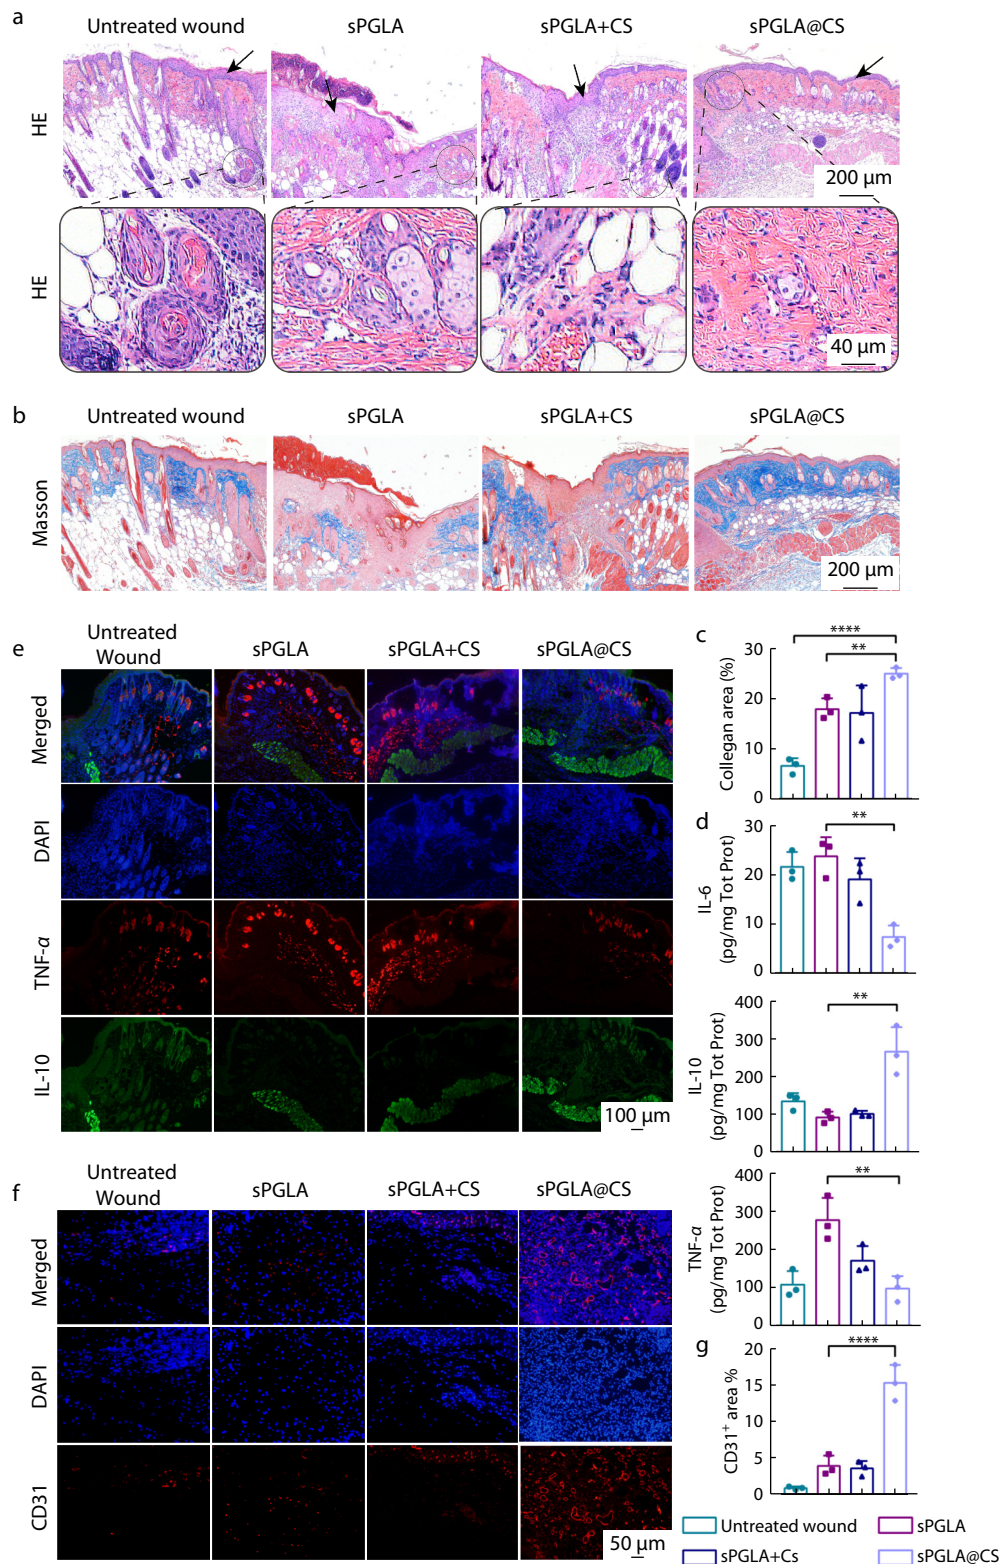 a
Untreated wound
sPGLA
sPGLA+CS
sPGLA@CS
HE
200 µm
HE
40 µm
b
Untreated wound
sPGLA
sPGLA+CS
sPGLA@CS
Masson
200 µm
e
Untreated
Wound
sPGLA
sPGLA+CS
sPGLA@CS
Merged
DAPI
TNF-α
IL-10
100 µm
f
Untreated
Wound
sPGLA
sPGLA+CS
sPGLA@CS
Merged
DAPI
CD31
50 µm
c
****
**
Collegan area (%)
30
20
10
0
d
**
IL-6
(pg/mg Tot Prot)
30
20
10
0
**
IL-10
(pg/mg Tot Prot)
400
300
200
100
0
**
TNF-α
(pg/mg Tot Prot)
400
300
200
100
0
g
****
CD31+ area %
20
15
10
5
0
Untreated wound
sPGLA
sPGLA+Cs
sPGLA@CS